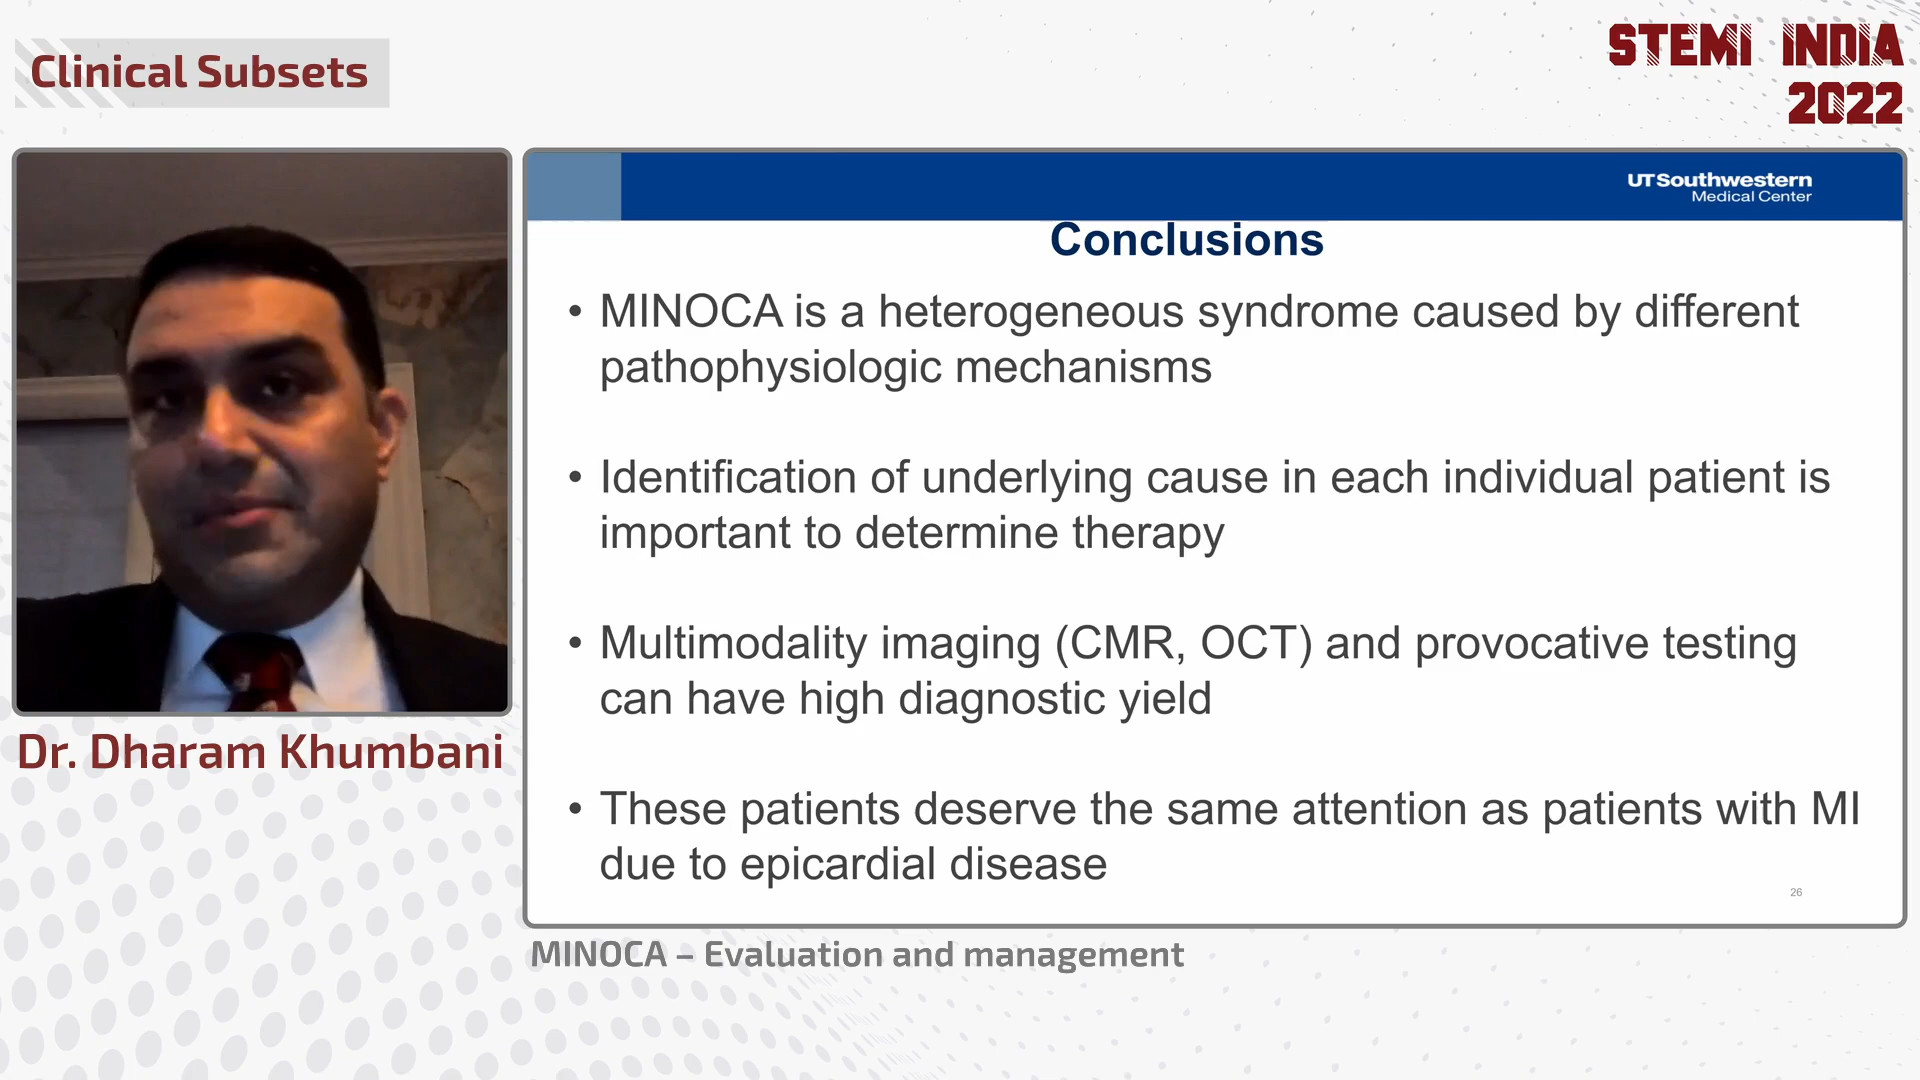 Clinical Subsets
STEMI INDIA
2022
UTSouthwestern
Medical Center
Conclusions
• MINOCA is a heterogeneous syndrome caused by different
pathophysiologic mechanisms
• Identification of underlying cause in each individual patient is
important to determine therapy
• Multimodality imaging (CMR, OCT) and provocative testing
can have high diagnostic yield
• These patients deserve the same attention as patients with MI
due to epicardial disease
26
Dr. Dharam Khumbani
MINOCA – Evaluation and management